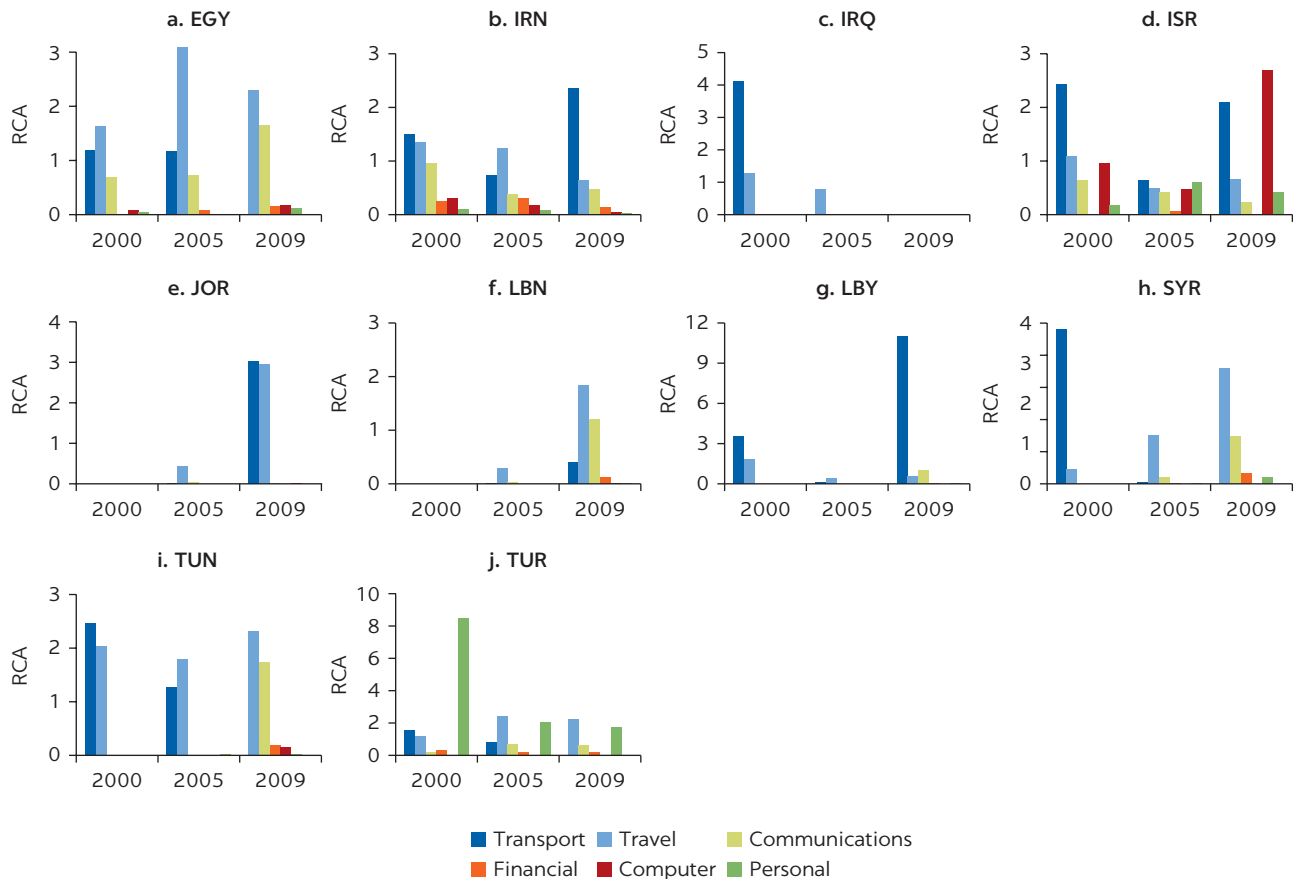 a. EGY
b. IRN
c. IRQ
d. ISR
RCA
3
2
1
0
2000 2005 2009
RCA
3
2
1
0
2000 2005 2009
RCA
5
4
3
2
1
0
2000 2005 2009
RCA
3
2
1
0
2000 2005 2009
e. JOR
f. LBN
g. LBY
h. SYR
RCA
4
3
2
1
0
2000 2005 2009
RCA
3
2
1
0
2000 2005 2009
RCA
12
9
6
3
0
2000 2005 2009
RCA
4
3
2
1
0
2000 2005 2009
i. TUN
j. TUR
RCA
3
2
1
0
2000 2005 2009
RCA
10
8
6
4
2
0
2000 2005 2009
Transport Travel Communications
Financial Computer Personal